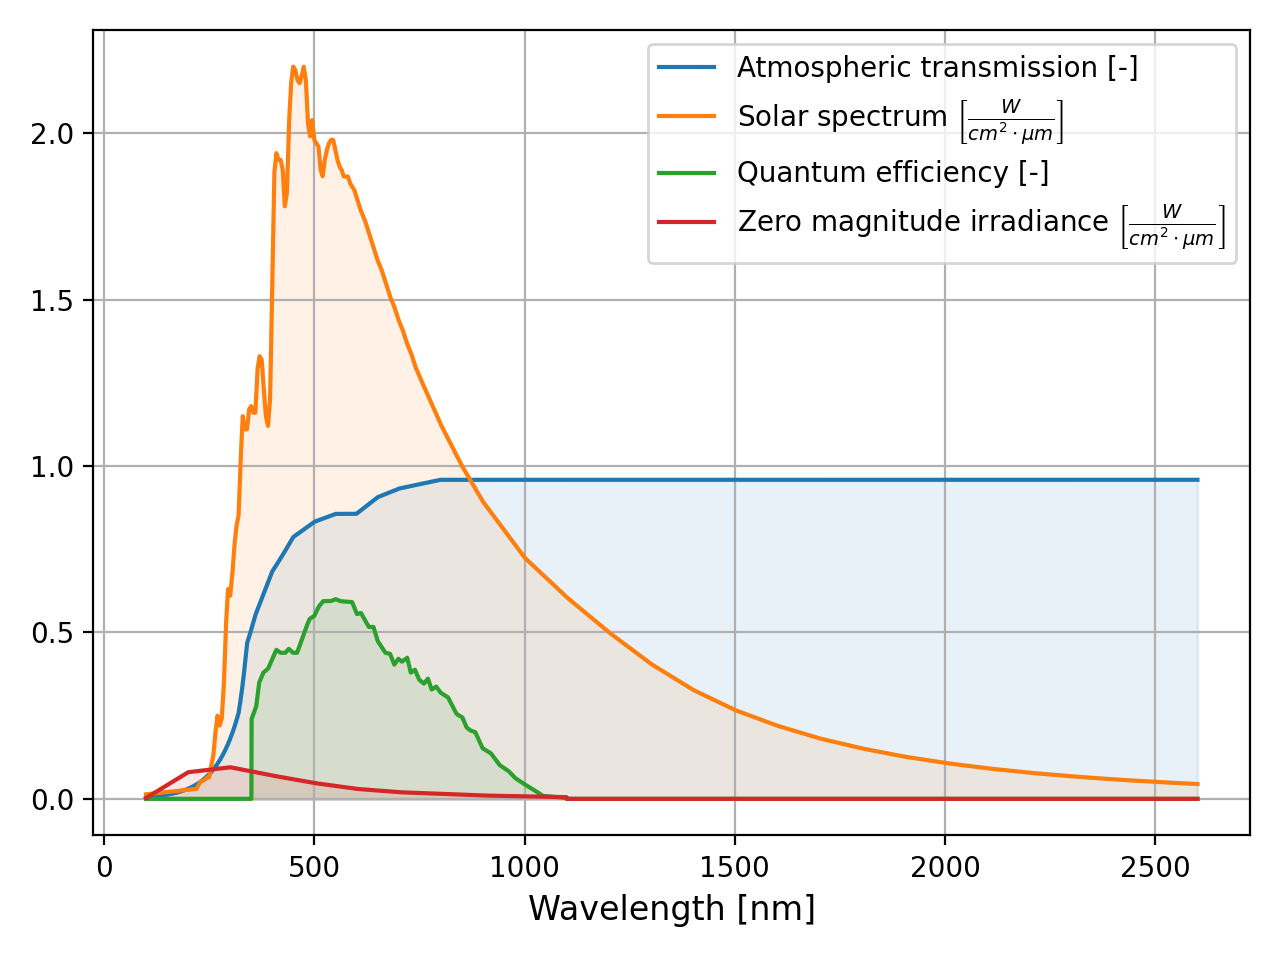 Atmospheric transmission [-]
Solar spectrum [W / cm² · μm]
Quantum efficiency [-]
Zero magnitude irradiance [W / cm² · μm]
2.0
1.5
1.0
0.5
0.0
0 500 1000 1500 2000 2500
Wavelength [nm]